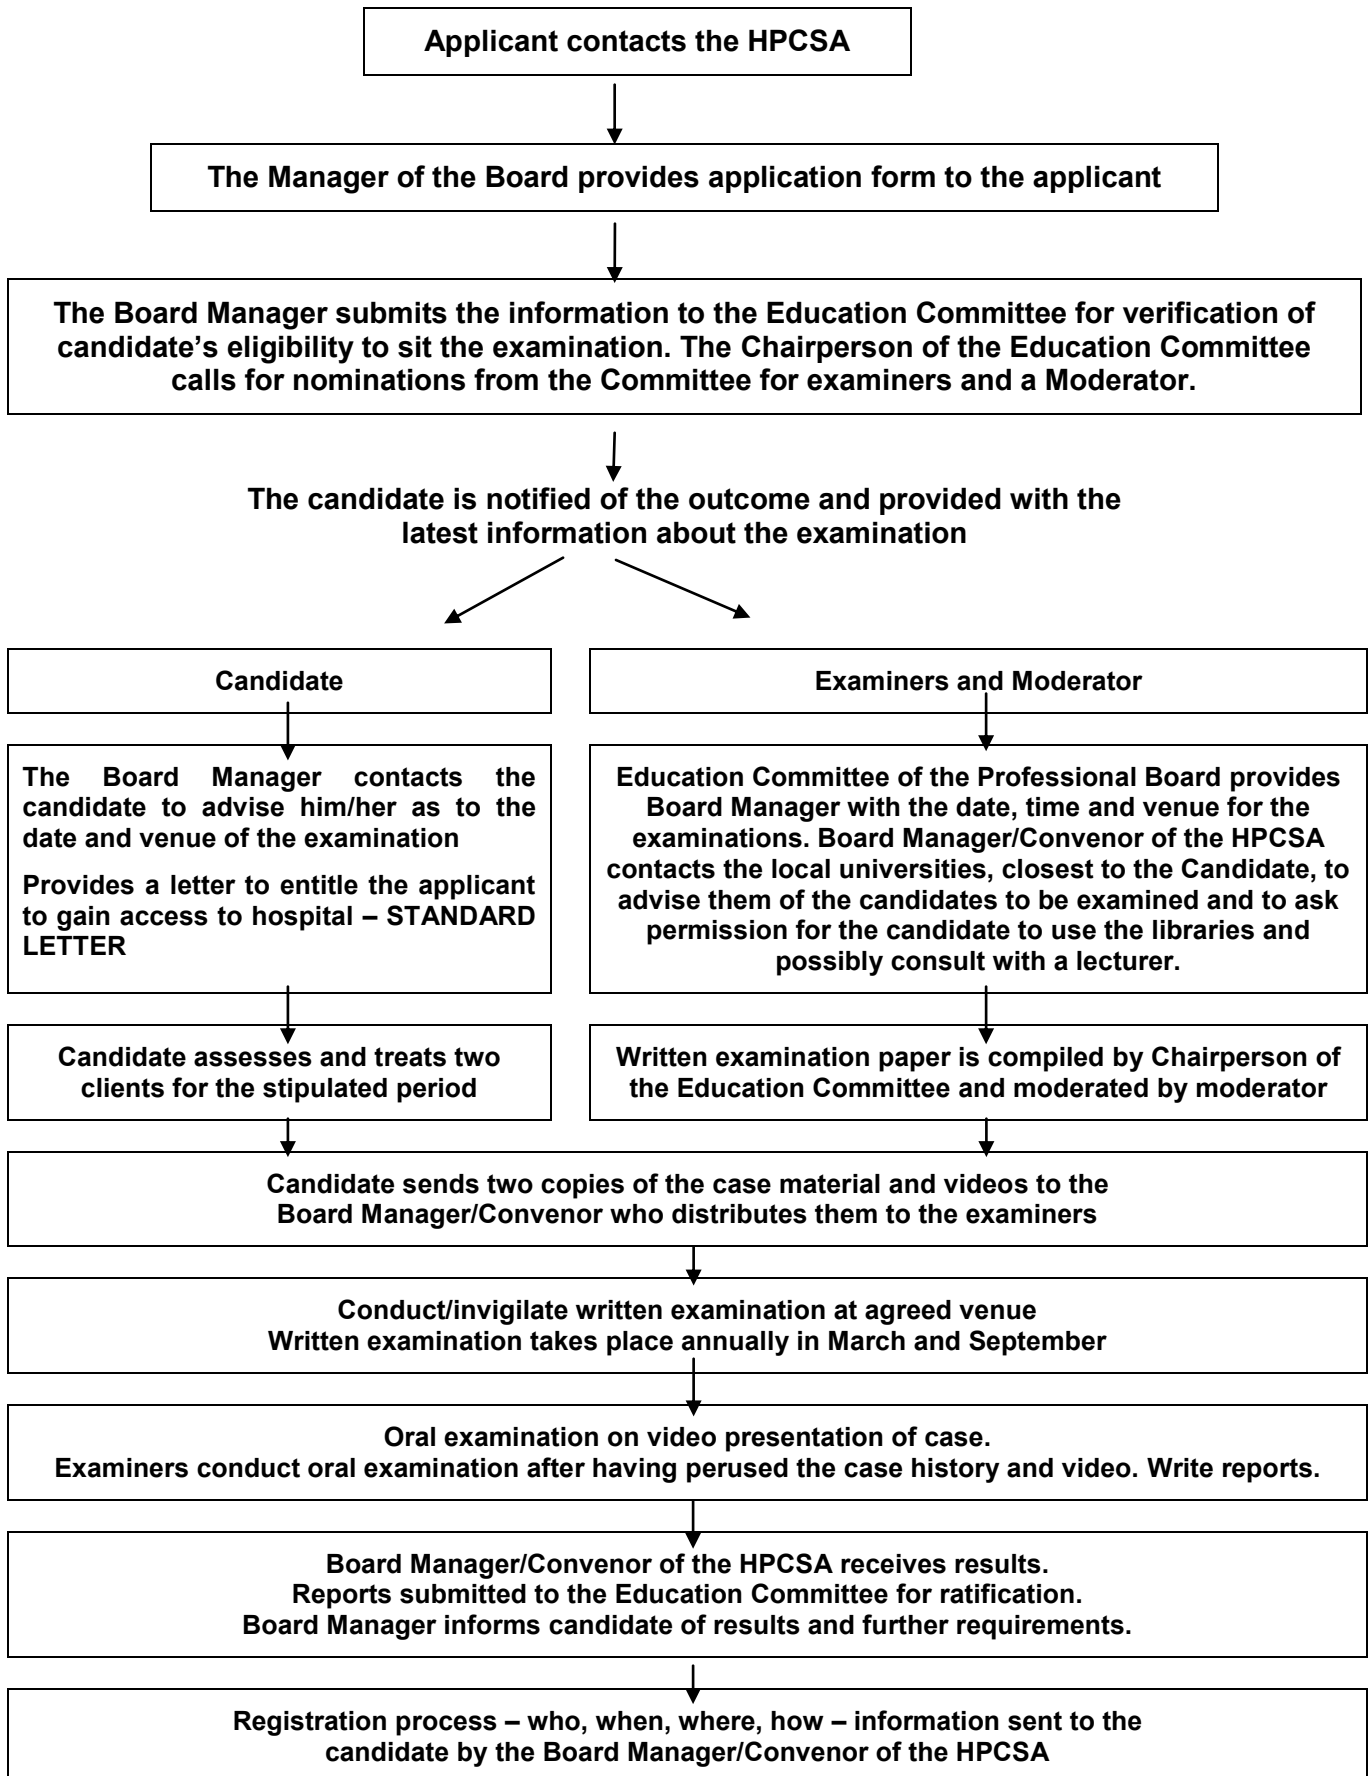 Applicant contacts the HPCSA
The Manager of the Board provides application form to the applicant
The Board Manager submits the information to the Education Committee for verification of
candidate’s eligibility to sit the examination. The Chairperson of the Education Committee
calls for nominations from the Committee for examiners and a Moderator.
The candidate is notified of the outcome and provided with the
latest information about the examination
Candidate
The Board Manager contacts the
candidate to advise him/her as to the
date and venue of the examination
Provides a letter to entitle the applicant
to gain access to hospital – STANDARD
LETTER
Candidate assesses and treats two
clients for the stipulated period
Examiners and Moderator
Education Committee of the Professional Board provides
Board Manager with the date, time and venue for the
examinations. Board Manager/Convenor of the HPCSA
contacts the local universities, closest to the Candidate, to
advise them of the candidates to be examined and to ask
permission for the candidate to use the libraries and
possibly consult with a lecturer.
Written examination paper is compiled by Chairperson of
the Education Committee and moderated by moderator
Candidate sends two copies of the case material and videos to the
Board Manager/Convenor who distributes them to the examiners
Conduct/invigilate written examination at agreed venue
Written examination takes place annually in March and September
Oral examination on video presentation of case.
Examiners conduct oral examination after having perused the case history and video. Write reports.
Board Manager/Convenor of the HPCSA receives results.
Reports submitted to the Education Committee for ratification.
Board Manager informs candidate of results and further requirements.
Registration process – who, when, where, how – information sent to the
candidate by the Board Manager/Convenor of the HPCSA